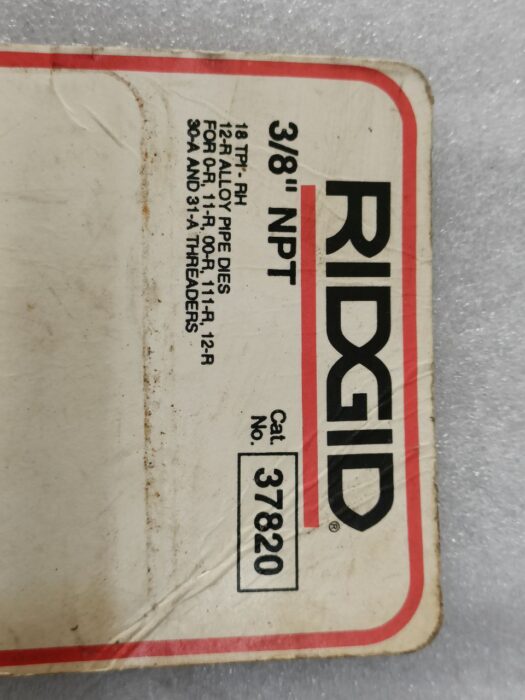 RIDGID®
3/8" NPT
Cat. No. 37820
18 TPI - RH
12-R ALLOY PIPE DIES
FOR 0-R, 11-R, 00-R, 111-R, 12-R
30-A AND 31-A THREADERS